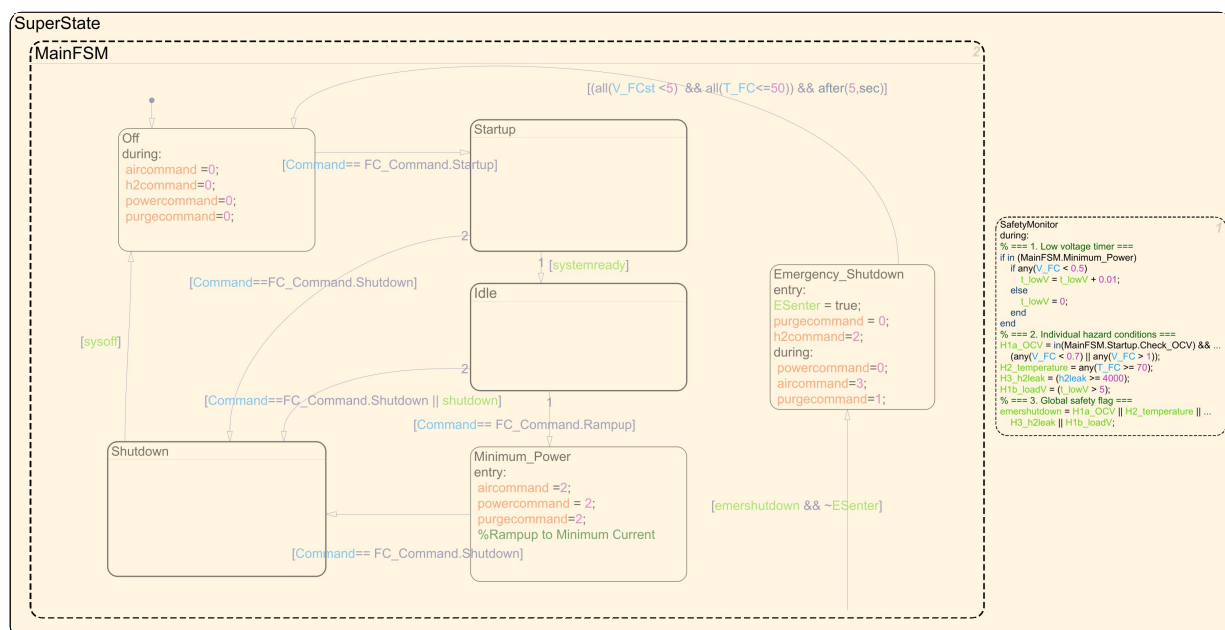 SuperState
MainFSM
2
[(all(V_FCst <5)  && all(T_FC<=50)) && after(5,sec)]
Off
during:
aircommand =0;
h2command=0;
powercommand=0;
purgecommand=0;
[Command== FC_Command.Startup]
Startup
2
1
[systemready]
[Command==FC_Command.Shutdown]
Idle
2
1
[sysoff]
[Command==FC_Command.Shutdown || shutdown]
[Command== FC_Command.Rampup]
Shutdown
Minimum_Power
entry:
aircommand =2;
powercommand = 2;
purgecommand=2;
%Rampup to Minimum Current
[Command== FC_Command.Shutdown]
Emergency_Shutdown
entry:
ESenter = true;
purgecommand = 0;
h2command=2;
during:
powercommand=0;
aircommand=3;
purgecommand=1;
[emershutdown && ~ESenter]
SafetyMonitor
1
during:
% === 1. Low voltage timer ===
if in (MainFSM.Minimum_Power)
if any(V_FC < 0.5)
t_lowV = t_lowV + 0.01;
else
t_lowV = 0;
end
end
% === 2. Individual hazard conditions ===
H1a_OCV = in(MainFSM.Startup.Check_OCV) && ...
(any(V_FC < 0.7) || any(V_FC > 1));
H2_temperature = any(T_FC >= 70);
H3_h2leak = (h2leak >= 4000);
H1b_loadV = (t_lowV > 5);
% === 3. Global safety flag ===
emershutdown = H1a_OCV || H2_temperature || ...
H3_h2leak || H1b_loadV;